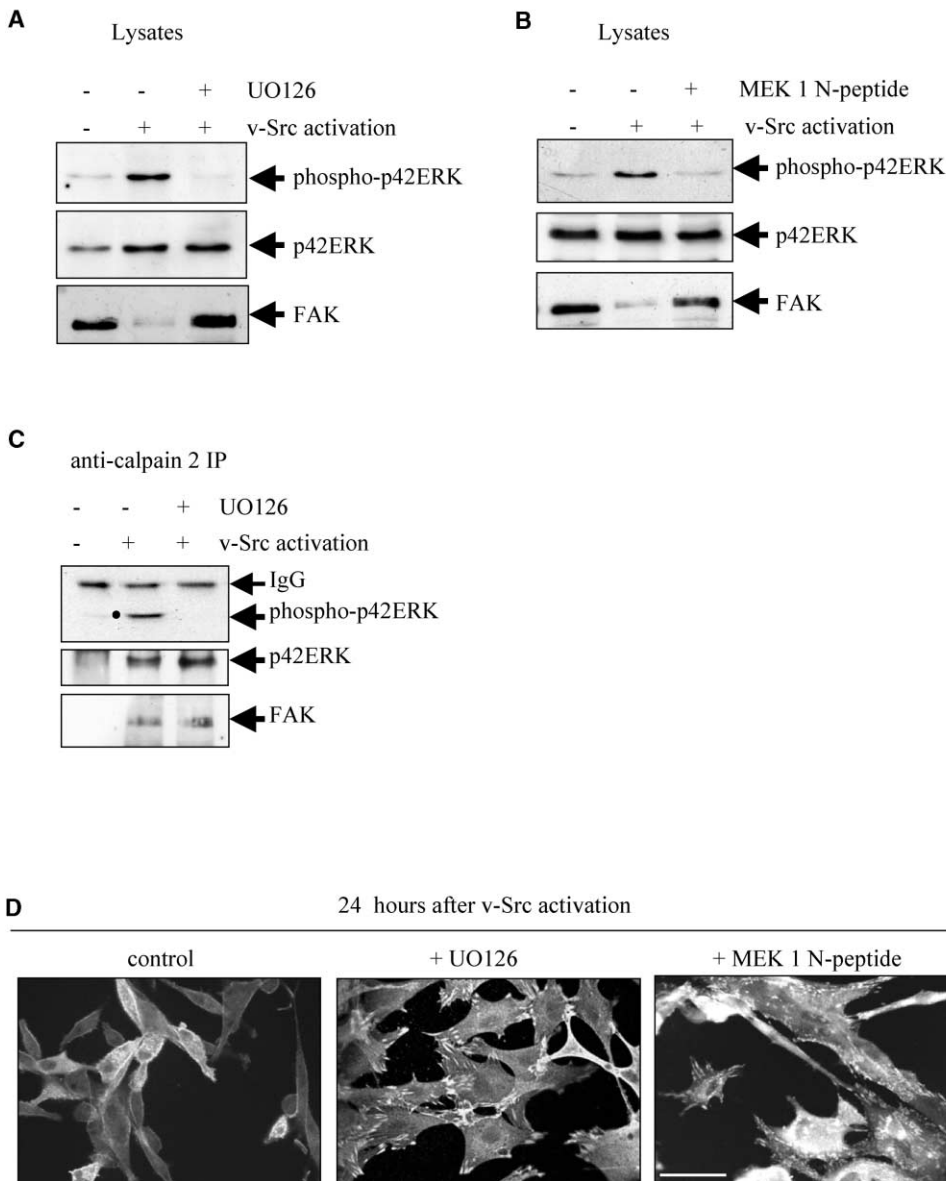 A
Lysates
- - + UO126
- + + v-Src activation
phospho-p42ERK
p42ERK
FAK
B
Lysates
- - + MEK 1 N-peptide
- + + v-Src activation
phospho-p42ERK
p42ERK
FAK
C
anti-calpain 2 IP
- - + UO126
- + + v-Src activation
IgG
phospho-p42ERK
p42ERK
FAK
D
24 hours after v-Src activation
control
+ UO126
+ MEK 1 N-peptide